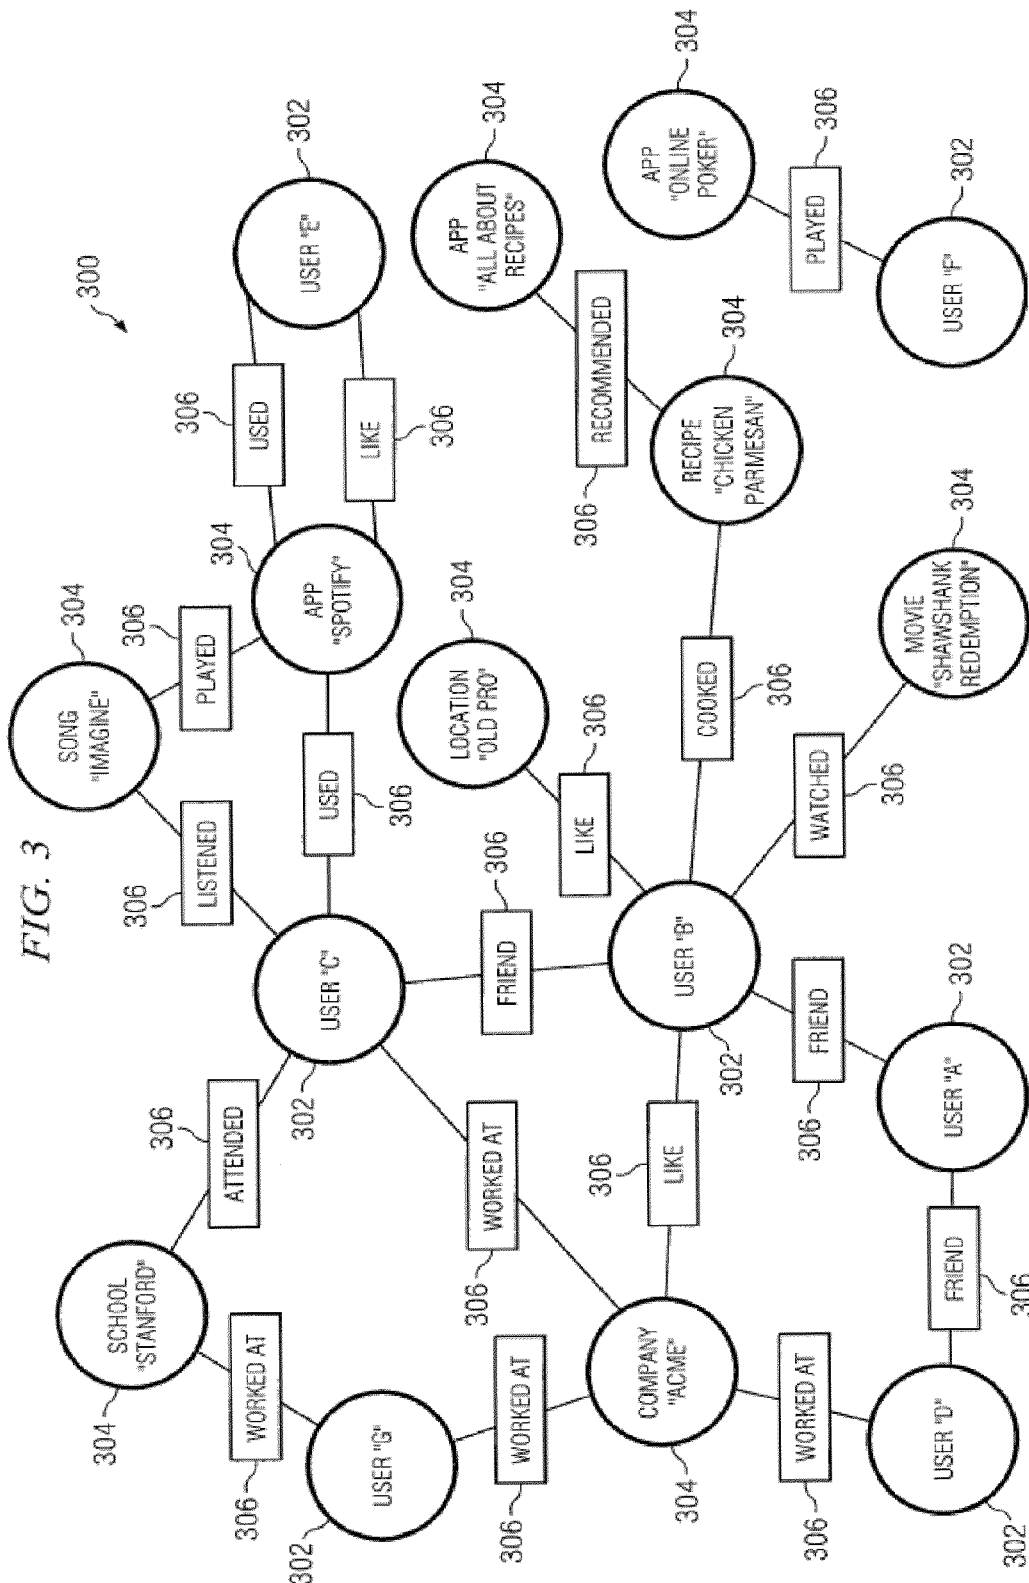 FIG. 3
300
304
SCHOOL
"STANFORD"
306
ATTENDED
306
LISTENED
SONG
"IMAGINE"
304
306
PLAYED
304
306
USED
302
USER "E"
WORKED AT
306
302
USER "C"
USED
306
APP
"SPOTIFY"
LIKE
306
USER "G"
302
WORKED AT
306
FRIEND
306
LOCATION
"OLD PRO"
304
APP
"ALL ABOUT
RECIPES"
304
WORKED AT
306
306
LIKE
LIKE
306
RECOMMENDED
306
COMPANY
"ACME"
304
USER "B"
302
COOKED
306
RECIPE
"CHICKEN
PARMESAN"
304
APP
"ONLINE
POKER"
304
WORKED AT
306
FRIEND
306
WATCHED
306
PLAYED
306
USER "D"
302
FRIEND
306
USER "A"
302
MOVIE
"SHAWSHANK
REDEMPTION"
304
USER "F"
302